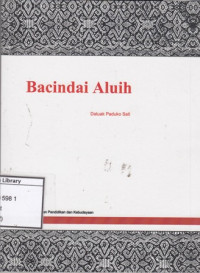 Bacindai Aluih
Datuak Paduko Sati
Library
598 1
Pendidikan dan Kebudayaan